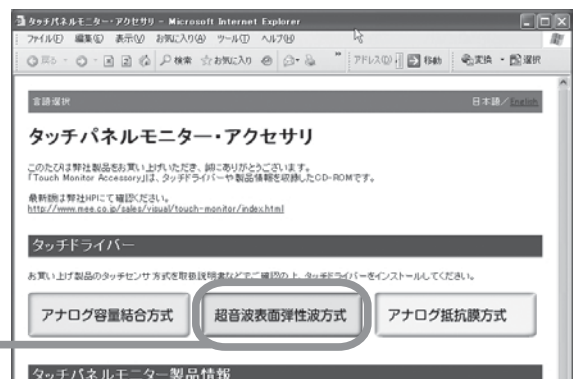 タッチパネルモニター・アクセサリ - Microsoft Internet Explorer
ファイル(F) 編集(E) 表示(V) お気に入り(A) ツール(T) ヘルプ(H)
戻る 検索 お気に入り アドレス(D) 移動 変換 選択
言語選択 日本語/English
タッチパネルモニター・アクセサリ
このたびは弊社製品をお買い上げいただき、誠にありがとうございます。
「Touch Monitor Accessory」は、タッチドライバーや製品情報を収録したCD-ROMです。
最新版は弊社HPにて確認ください。
http://www.mee.co.jp/sales/visual/touch-monitor/index.html
タッチドライバー
お買い上げ製品のタッチセンサ方式を取扱説明書などでご確認の上、タッチドライバーをインストールしてください。
アナログ容量結合方式 超音波表面弾性波方式 アナログ抵抗膜方式
タッチパネルモニター製品情報